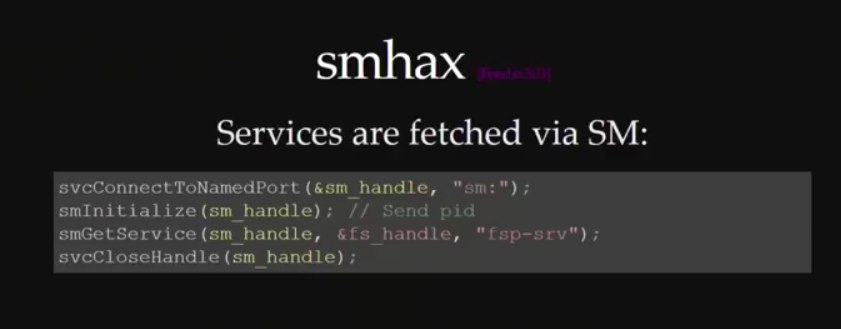 smhax
Services are fetched via SM:
svcConnectToNamedPort(&sm_handle, "sm:");
smInitialize(sm_handle); // Send pid
smGetService(sm_handle, &fs_handle, "fsp-srv");
svcCloseHandle(sm_handle);